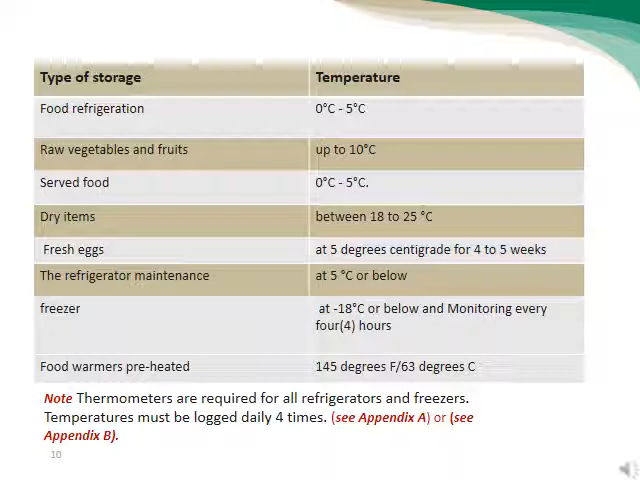 Type of storage Temperature
Food refrigeration 0°C - 5°C
Raw vegetables and fruits up to 10°C
Served food 0°C - 5°C.
Dry items between 18 to 25 °C
Fresh eggs at 5 degrees centigrade for 4 to 5 weeks
The refrigerator maintenance at 5 °C or below
freezer at -18°C or below and Monitoring every
four(4) hours
Food warmers pre-heated 145 degrees F/63 degrees C
Note Thermometers are required for all refrigerators and freezers.
Temperatures must be logged daily 4 times. (see Appendix A) or (see
Appendix B).
10